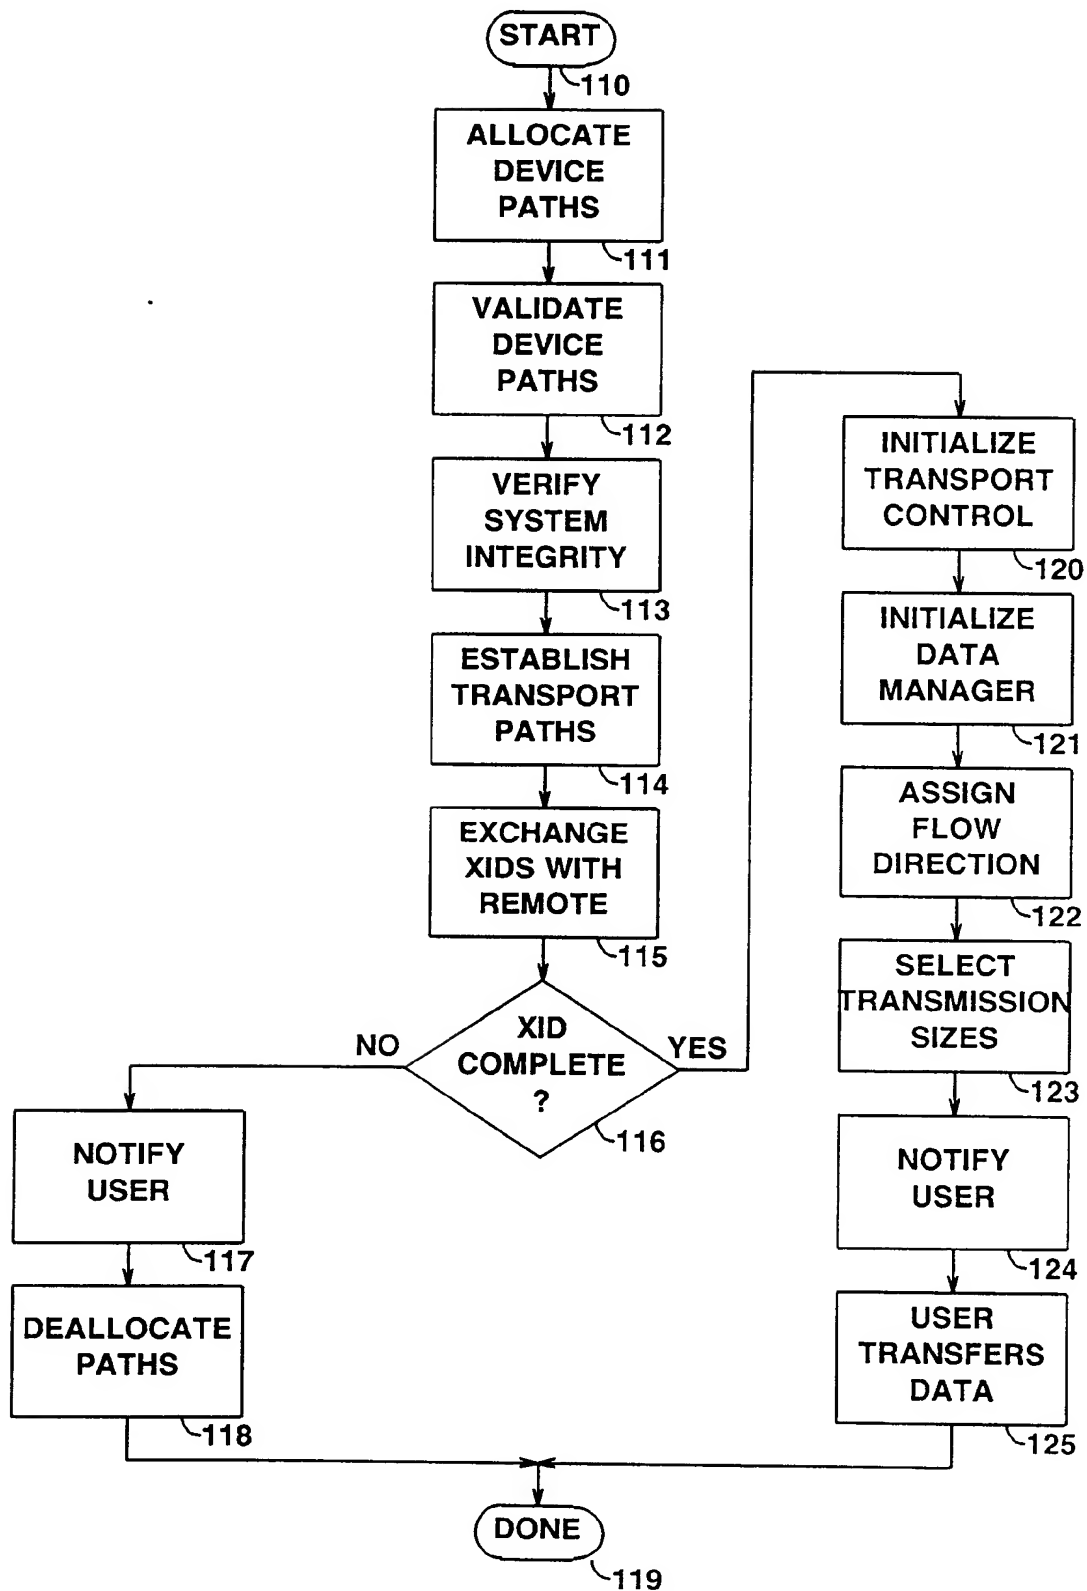 START
110
ALLOCATE
DEVICE
PATHS
111
VALIDATE
DEVICE
PATHS
112
VERIFY
SYSTEM
INTEGRITY
113
ESTABLISH
TRANSPORT
PATHS
114
EXCHANGE
XIDS WITH
REMOTE
115
XID
COMPLETE
?
116
NO
YES
NOTIFY
USER
117
DEALLOCATE
PATHS
118
INITIALIZE
TRANSPORT
CONTROL
120
INITIALIZE
DATA
MANAGER
121
ASSIGN
FLOW
DIRECTION
122
SELECT
TRANSMISSION
SIZES
123
NOTIFY
USER
124
USER
TRANSFERS
DATA
125
DONE
119